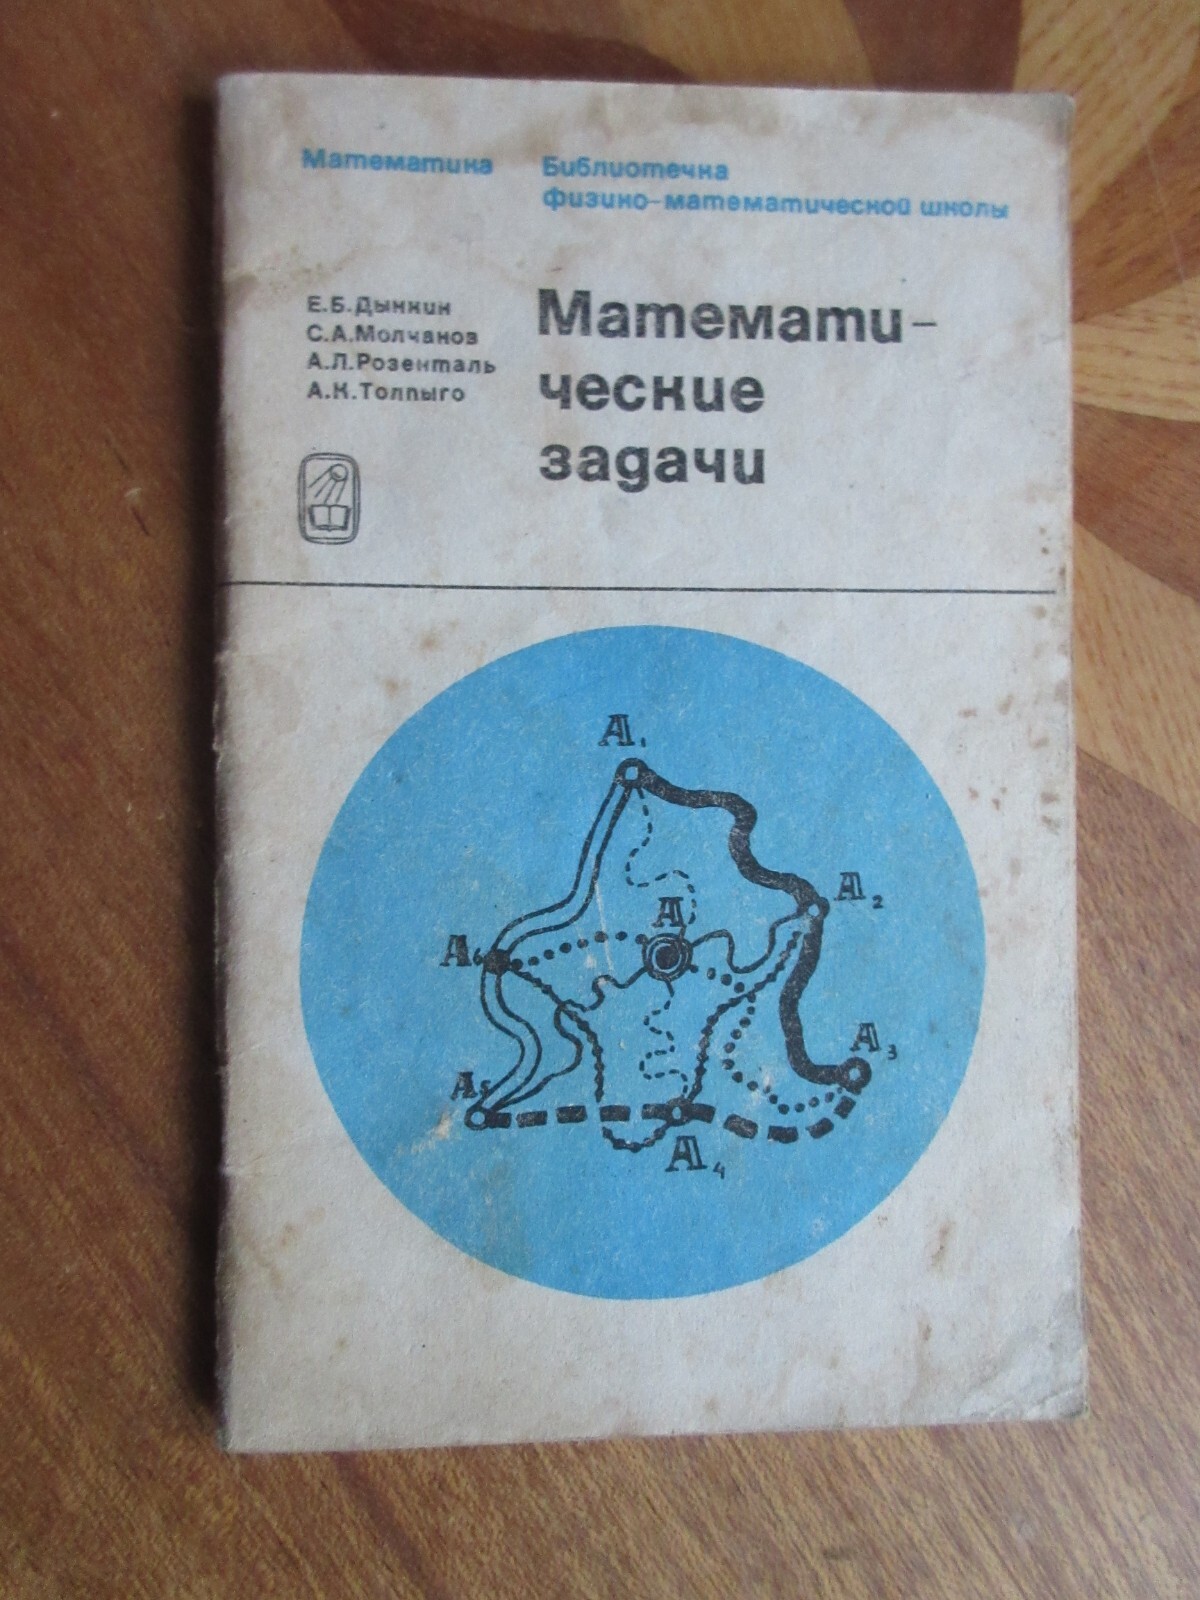 Математика
Библиотечка
физико-математической школы
Е.Б.Дынкин
С.А.Молчанов
А.Л.Розенталь
А.К.Толпыго
Математи-
ческие
задачи
A₁
A₂
A
A₆
A₃
A₅
A₄